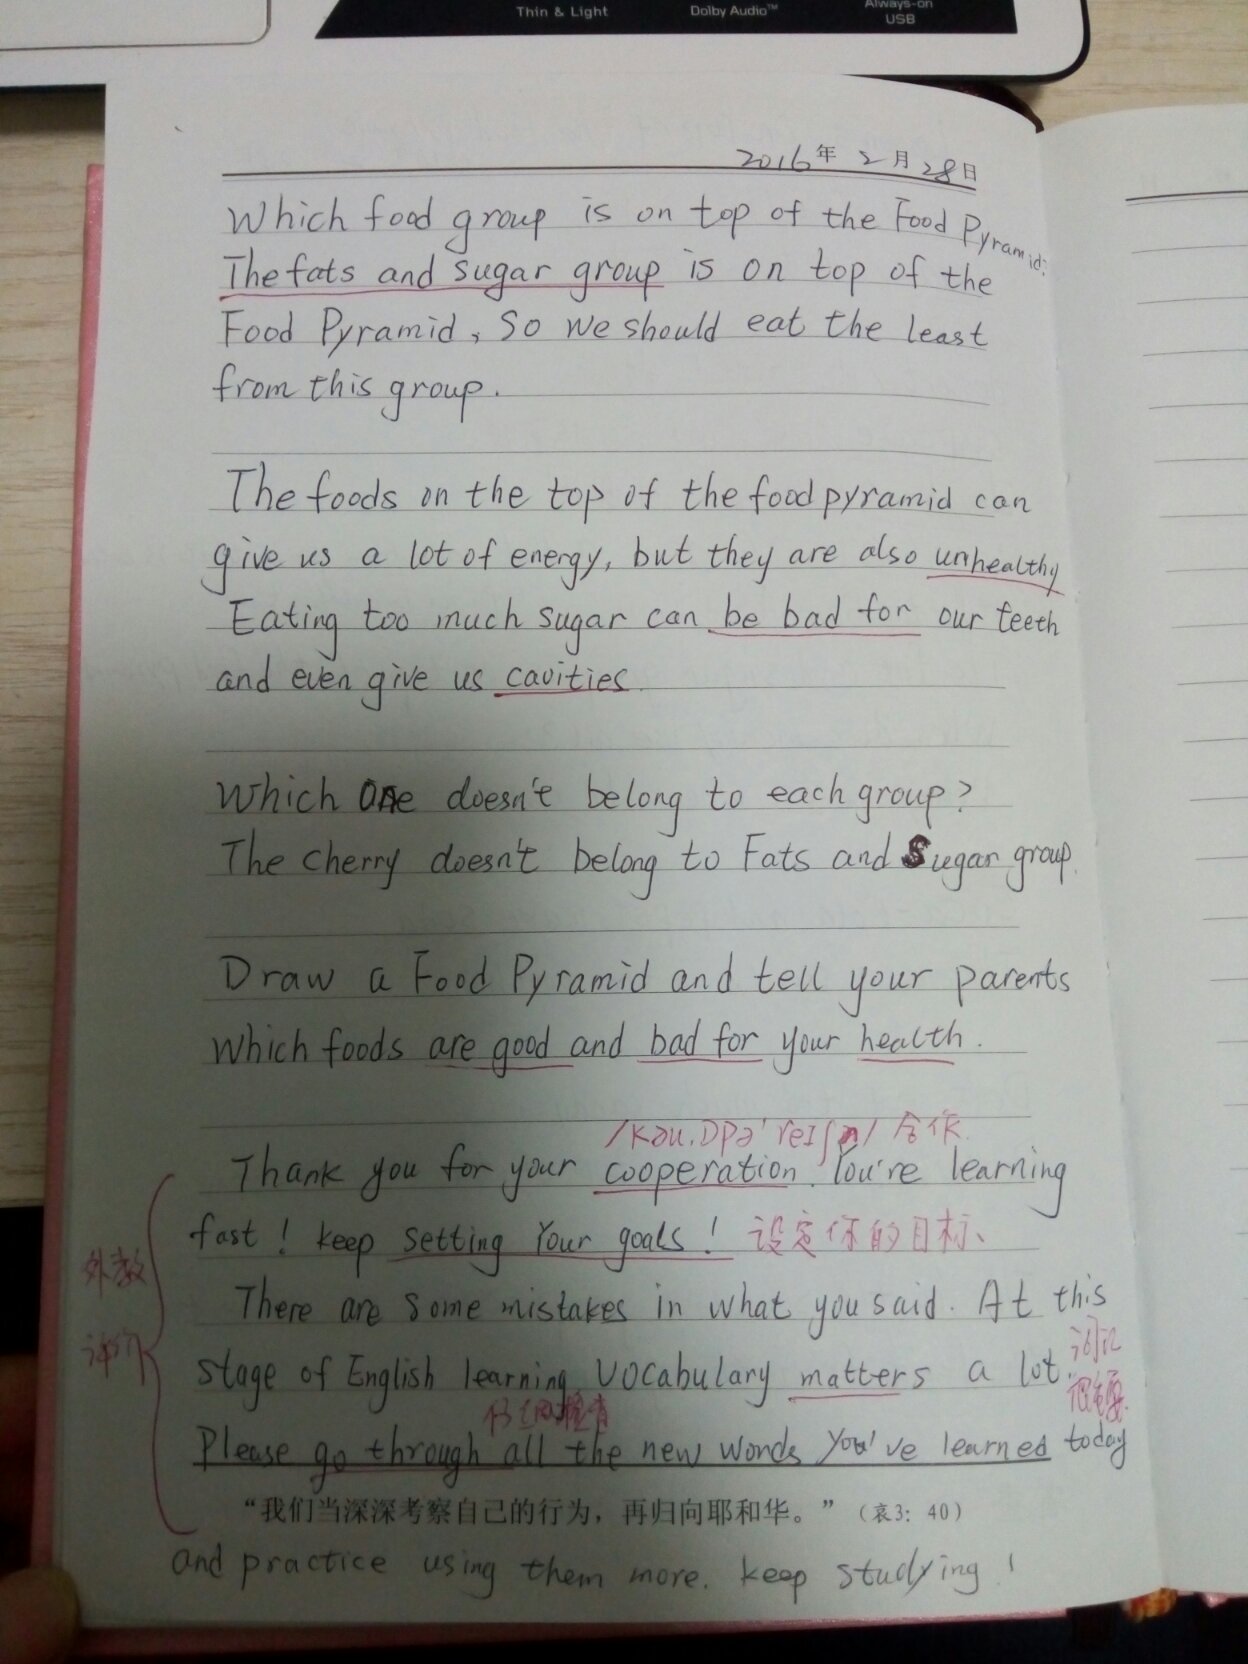 Thin & Light
Dolby Audio™
Always-on
USB
2016年 2月28日
Which food group is on top of the Food Pyramid?
The fats and sugar group is on top of the
Food Pyramid, So we should eat the least
from this group.
The foods on the top of the food pyramid can
give us a lot of energy, but they are also unhealthy
Eating too much sugar can be bad for our teeth
and even give us cavities
Which one doesn't belong to each group?
The cherry doesn't belong to Fats and Sugar group.
Draw a Food Pyramid and tell your parents
which foods are good and bad for your health.
/kəu.ɒpə'reɪʃn/ 合作
Thank you for your cooperation. You're learning
fast! keep setting Your goals! 设定你的目标、
外教
评价
There are some mistakes in what you said. At this
stage of English learning vocabulary matters a lot.
词汇
很重要.
仔细检查
Please go through all the new words you've learned today
“我们当深深考察自己的行为，再归向耶和华。”（哀3：40）
and practice using them more. keep studying!